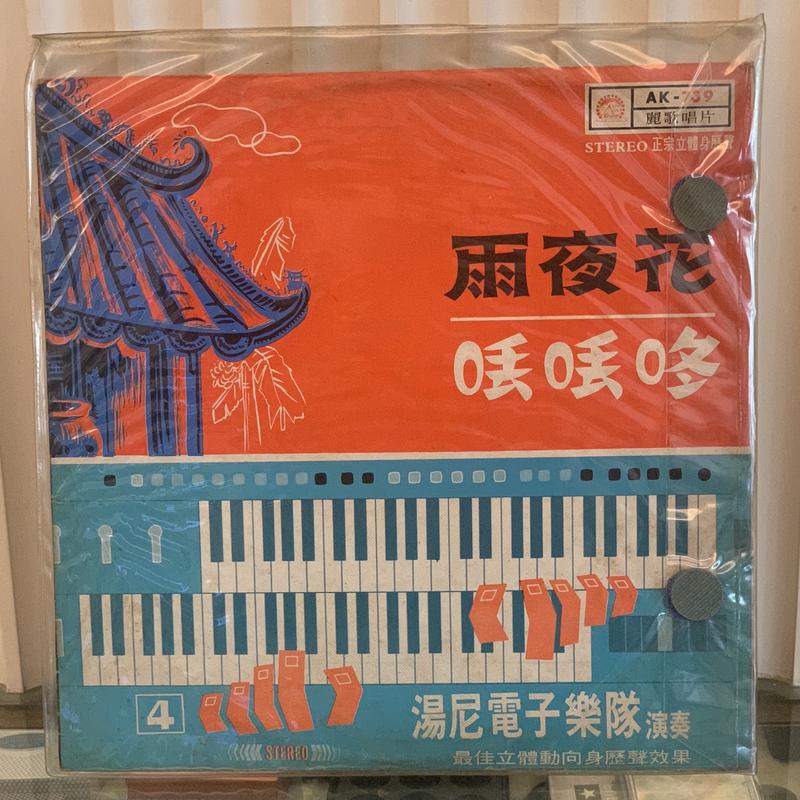 AK-739
麗歌唱片
STEREO 正宗立體身歷聲
雨夜花
丟丟咚
4
湯尼電子樂隊 演奏
STEREO
最佳立體動向身歷聲效果